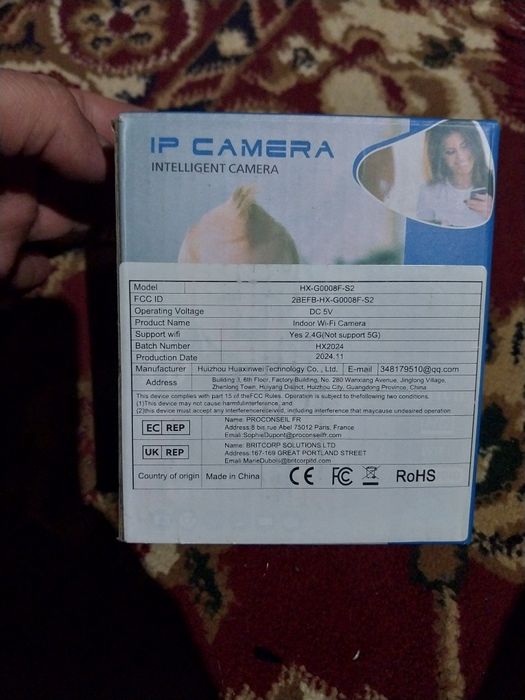 IP CAMERA
INTELLIGENT CAMERA
Model HX-G0008F-S2
FCC ID 2BEFB-HX-G0008F-S2
Operating Voltage DC 5V
Product Name Indoor Wi-Fi Camera
Support wifi Yes 2.4G(Not support 5G)
Batch Number HX2024
Production Date 2024.11
Manufacturer Huizhou HuaxinweiTechnology Co., Ltd. E-mail 348179510@qq.com
Address Building 3, 6th Floor, Factory Building, No. 280 Wanxiang Avenue, Jinglong Village,
Zhenlong Town, Huiyang District, Huizhou City, Guangdong Province, China
This device complies with part 15 of theFCC Rules. Operation is subject to thefollowing two conditions.
(1)This device may not cause harmfulinterference, and
(2)this device must accept any interferencereceived, including interference that maycause undesired operation
EC REP Name: PROCONSEIL FR
Address:8 bis rue Abel 75012 Paris, France
Email:SophieDupont@proconseilfr.com
UK REP Name: BRITCORP SOLUTIONS LTD
Address:167-169 GREAT PORTLAND STREET
Email:MarieDubois@britcorpltd.com
Country of origin Made in China CE FC RoHS